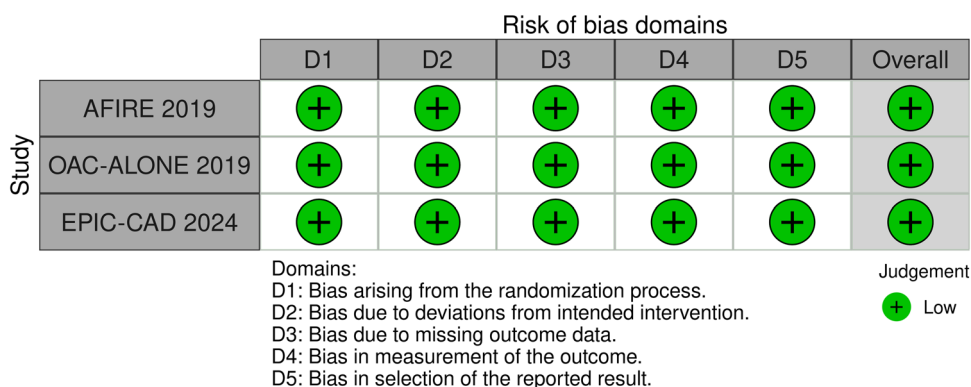 Risk of bias domains
D1 D2 D3 D4 D5 Overall
Study
AFIRE 2019 + + + + + +
OAC-ALONE 2019 + + + + + +
EPIC-CAD 2024 + + + + + +
Domains:
D1: Bias arising from the randomization process.
D2: Bias due to deviations from intended intervention.
D3: Bias due to missing outcome data.
D4: Bias in measurement of the outcome.
D5: Bias in selection of the reported result.
Judgement
+ Low